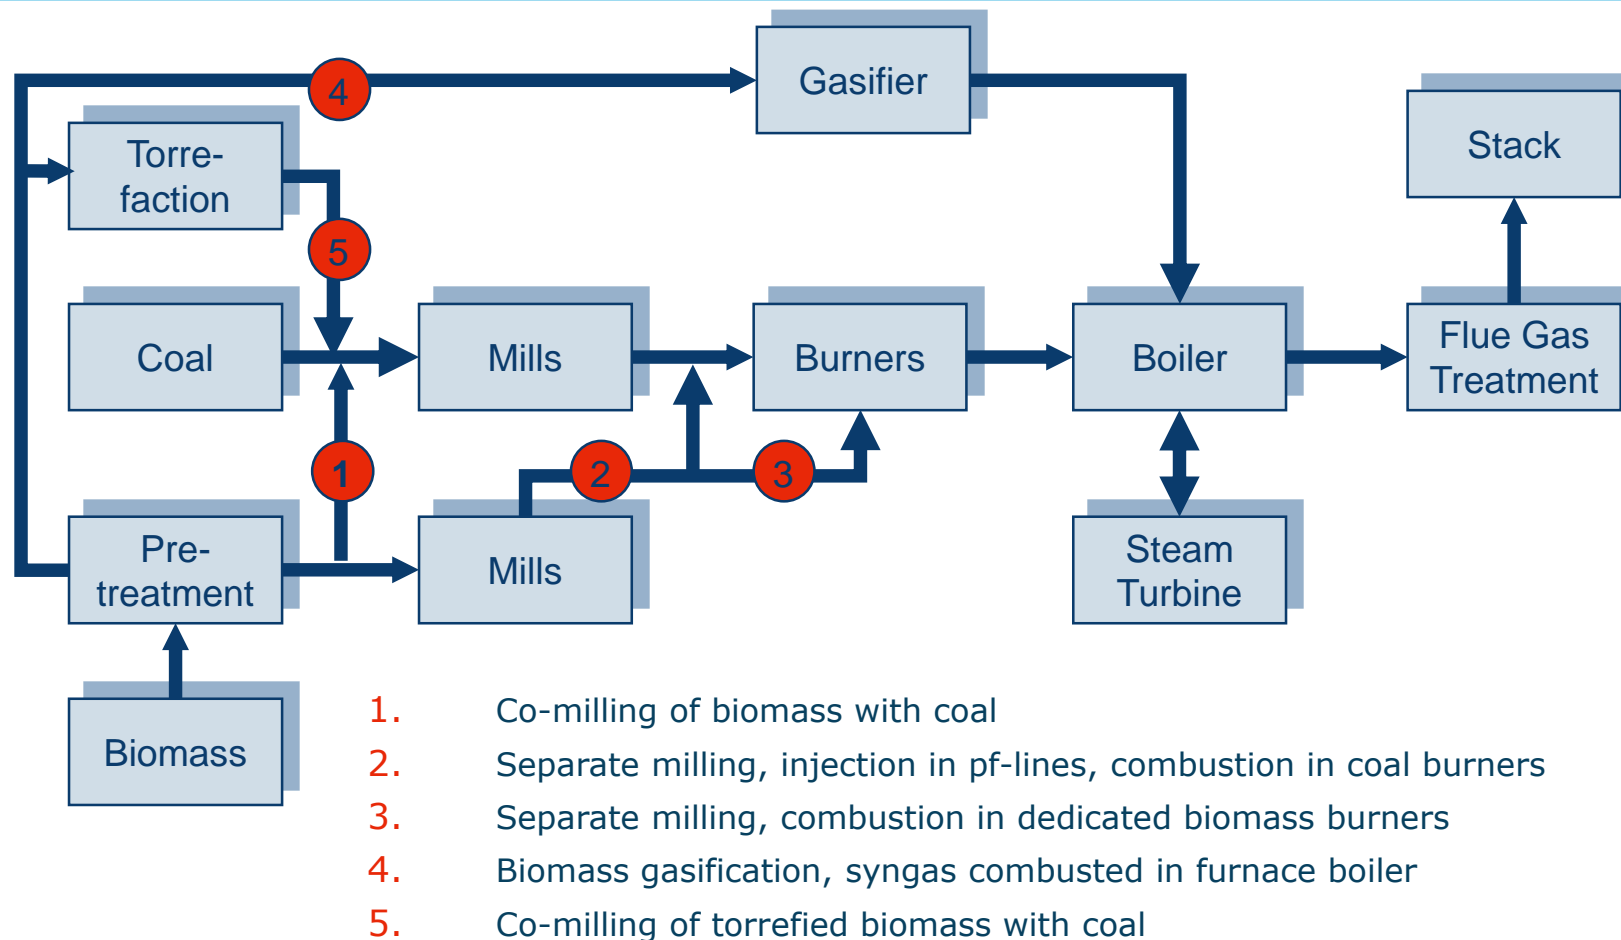 4
Gasifier
Stack
Torre-
faction
5
Coal
Mills
Burners
Boiler
Flue Gas
Treatment
1
2
3
Pre-
treatment
Mills
Steam
Turbine
Biomass
1. Co-milling of biomass with coal
2. Separate milling, injection in pf-lines, combustion in coal burners
3. Separate milling, combustion in dedicated biomass burners
4. Biomass gasification, syngas combusted in furnace boiler
5. Co-milling of torrefied biomass with coal